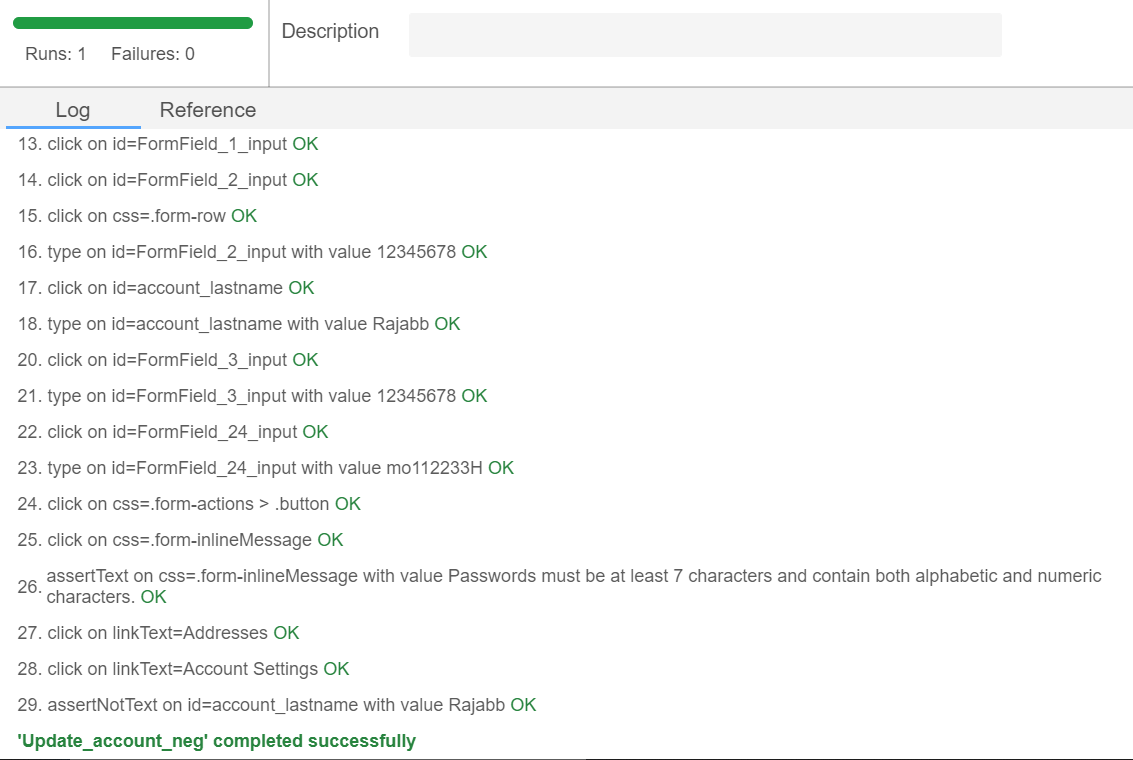 Runs: 1 Failures: 0
Description
Log Reference
13. click on id=FormField_1_input OK
14. click on id=FormField_2_input OK
15. click on css=.form-row OK
16. type on id=FormField_2_input with value 12345678 OK
17. click on id=account_lastname OK
18. type on id=account_lastname with value Rajabb OK
20. click on id=FormField_3_input OK
21. type on id=FormField_3_input with value 12345678 OK
22. click on id=FormField_24_input OK
23. type on id=FormField_24_input with value mo112233H OK
24. click on css=.form-actions > .button OK
25. click on css=.form-inlineMessage OK
26. assertText on css=.form-inlineMessage with value Passwords must be at least 7 characters and contain both alphabetic and numeric
characters. OK
27. click on linkText=Addresses OK
28. click on linkText=Account Settings OK
29. assertNotText on id=account_lastname with value Rajabb OK
'Update_account_neg' completed successfully